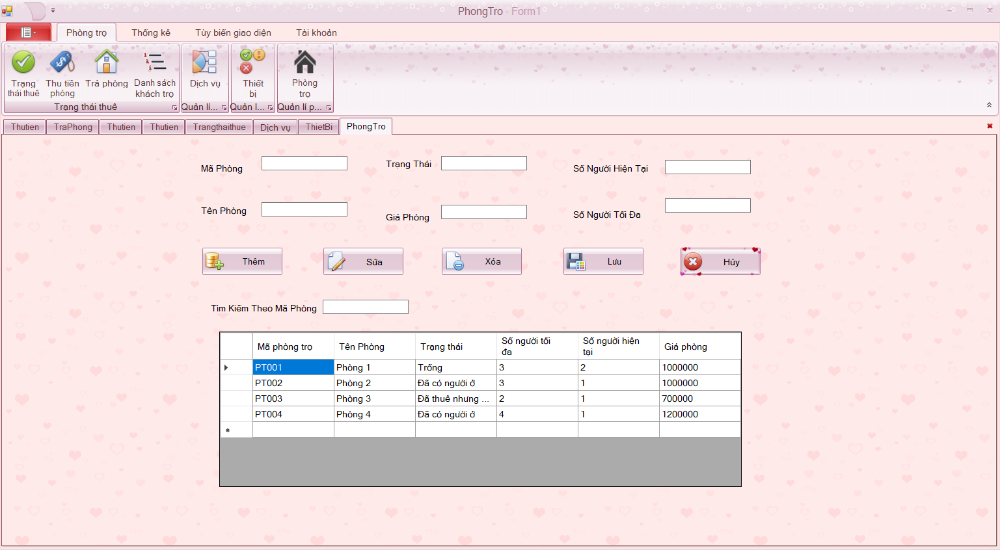 PhongTro - Form1
Phòng trọ Thống kê Tùy biến giao diện Tài khoản
Trạng thái thuê
Thu tiền phòng
Trả phòng
Danh sách khách trọ
Dịch vụ
Thiết bị
Phòng trọ
Trạng thái thuê Quản lí... Quản l... Quản lí p...
Thutien TraPhong Thutien Thutien Trangthaithue Dịch vụ ThietBi PhongTro
Mã Phòng Trạng Thái Số Người Hiện Tại
Tên Phòng Giá Phòng Số Người Tối Đa
Thêm Sửa Xóa Lưu Hủy
Tìm Kiếm Theo Mã Phòng
Mã phòng trọ Tên Phòng Trạng thái Số người tối đa Số người hiện tại Giá phòng
PT001 Phòng 1 Trống 3 2 1000000
PT002 Phòng 2 Đã có người ở 3 1 1000000
PT003 Phòng 3 Đã thuê nhưng ... 2 1 700000
PT004 Phòng 4 Đã có người ở 4 1 1200000